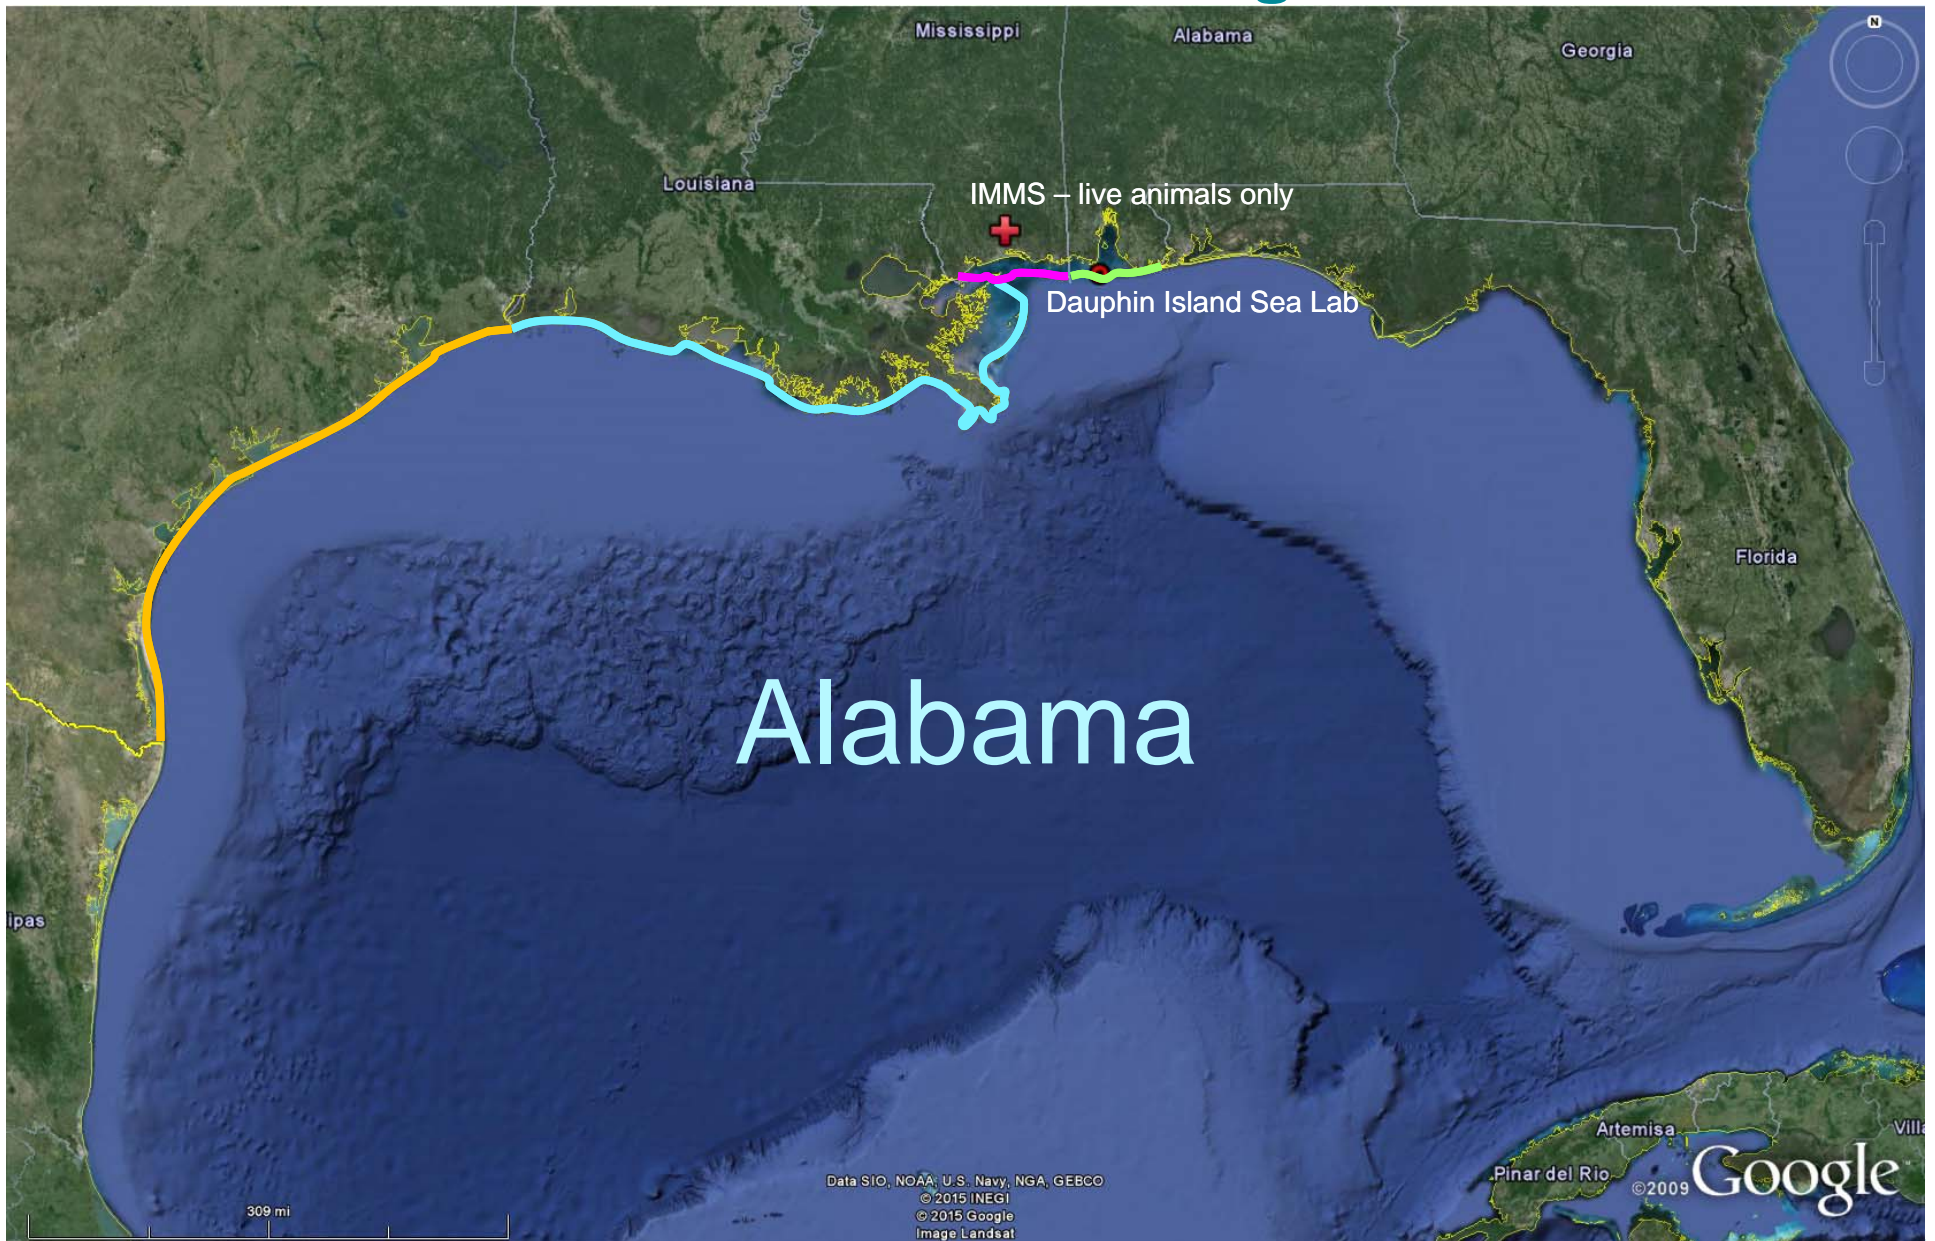 Mississippi
Alabama
Georgia
N
Louisiana
IMMS – live animals only
Dauphin Island Sea Lab
Florida
Alabama
ipas
Artemisa
Villa
Pinar del Rio
©2009 Google
Data SIO, NOAA, U.S. Navy, NGA, GEBCO
© 2015 INEGI
© 2015 Google
Image Landsat
309 mi